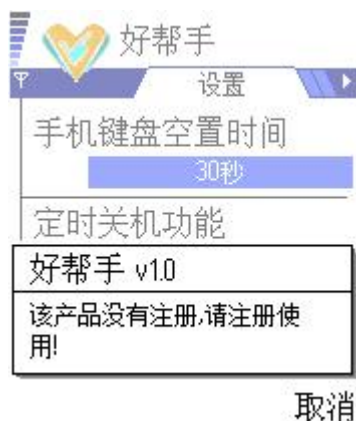 好帮手
设置
手机键盘空置时间
30秒
定时关机功能
好帮手 v1.0
该产品没有注册,请注册使
用!
取消